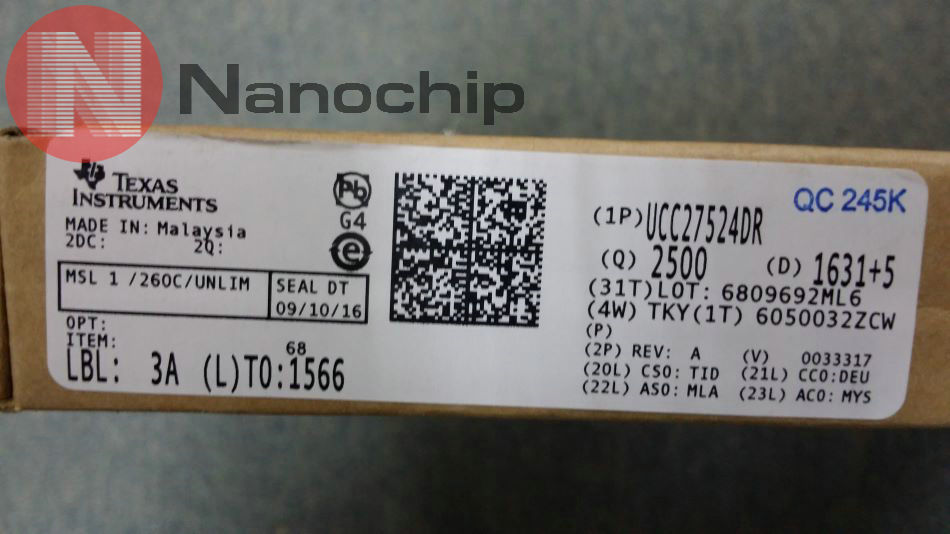 N Nanochip
TEXAS
INSTRUMENTS
MADE IN: Malaysia
2DC: 2Q:
MSL 1 /260C/UNLIM
SEAL DT
09/10/16
OPT:
ITEM:
68
LBL: 3A (L)TO:1566
Pb
G4
e
QC 245K
(1P)UCC27524DR
(Q) 2500 (D) 1631+5
(31T)LOT: 6809692ML6
(4W) TKY(1T) 6050032ZCW
(P)
(2P) REV: A (V) 0033317
(20L) CSO: TID (21L) CCO:DEU
(22L) ASO: MLA (23L) ACO: MYS